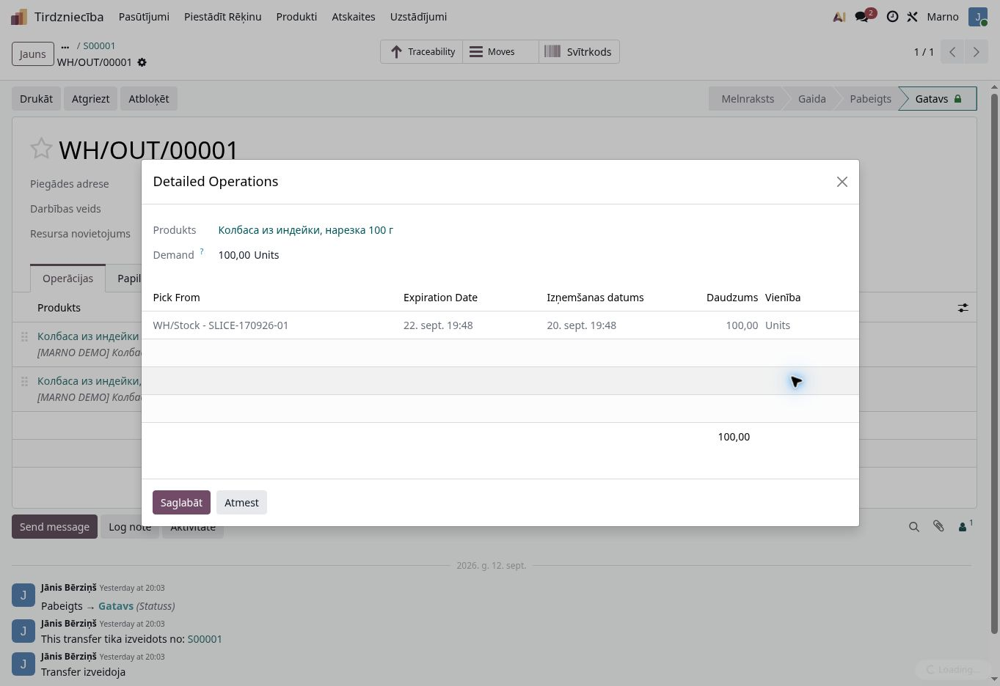 Tirdzniecība Pasūtījumi Piestādīt Rēķinu Produkti Atskaites Uzstādījumi AI 2 Marno J
Jauns ... / S00001
WH/OUT/00001
Traceability Moves Svītrkods 1 / 1
Drukāt Atgriezt Atbloķēt Melnraksts Gaida Pabeigts Gatavs
WH/OUT/00001
Piegādes adrese
Darbības veids
Resursa novietojums
Operācijas Papil
Produkts
Колбаса из индейки
[MARNO DEMO] Колба
Колбаса из индейки,
[MARNO DEMO] Колба
Detailed Operations
Produkts Колбаса из индейки, нарезка 100 г
Demand ? 100,00 Units
Pick From Expiration Date Izņemšanas datums Daudzums Vienība
WH/Stock - SLICE-170926-01 22. sept. 19:48 20. sept. 19:48 100,00 Units
100,00
Saglabāt Atmest
Send message Log note Aktivitāte 1
2026. g. 12. sept.
J Jānis Bērziņš Yesterday at 20:03
Pabeigts → Gatavs (Statuss)
J Jānis Bērziņš Yesterday at 20:03
This transfer tika izveidots no: S00001
J Jānis Bērziņš Yesterday at 20:03
Transfer izveidoja
Loading...